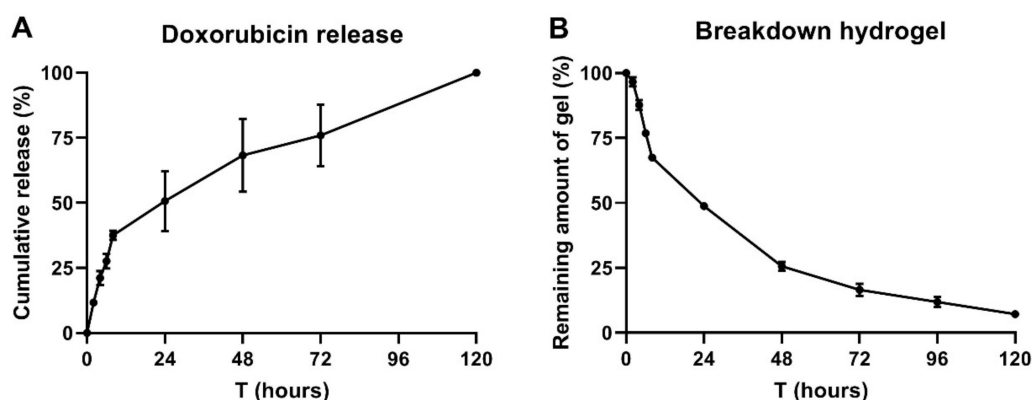 A
Doxorubicin release
Cumulative release (%)
100
75
50
25
0
0 24 48 72 96 120
T (hours)
B
Breakdown hydrogel
Remaining amount of gel (%)
100
75
50
25
0
0 24 48 72 96 120
T (hours)